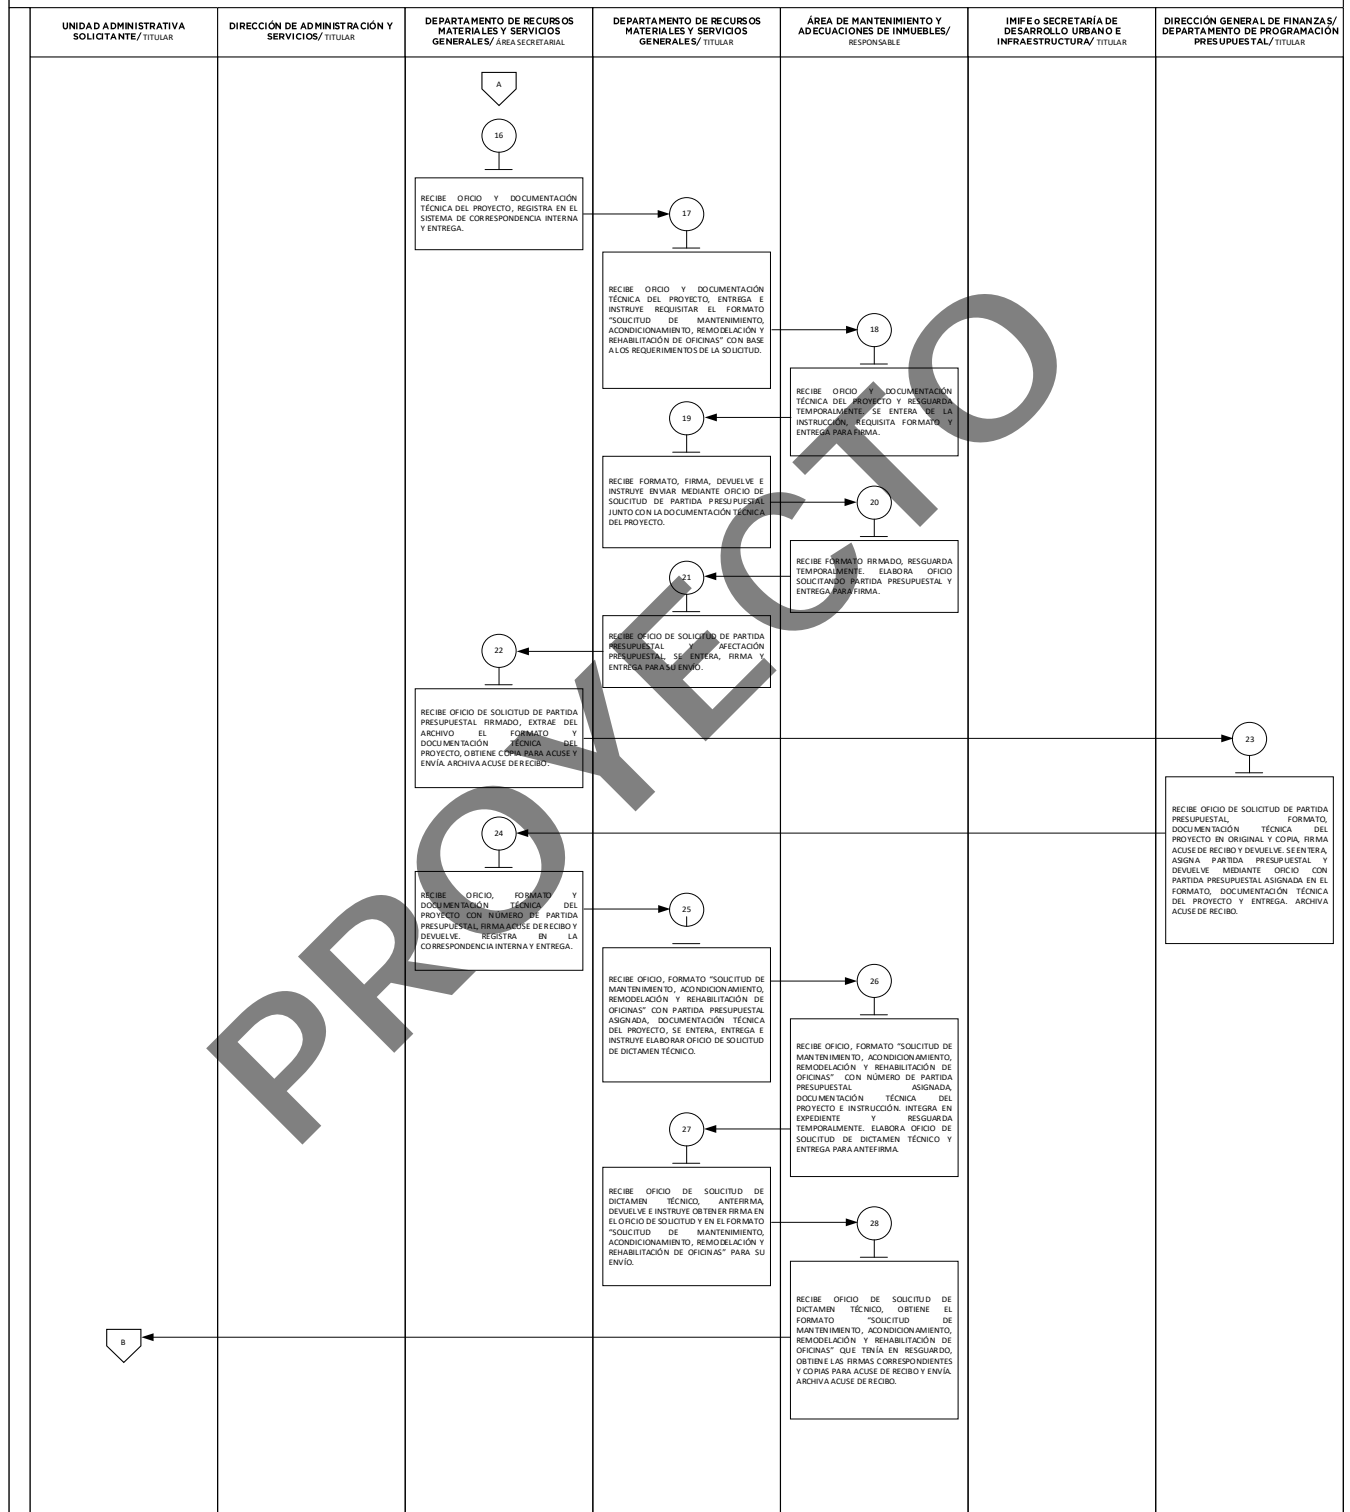 UNIDAD ADMINISTRATIVA
SOLICITANTE/ TITULAR
DIRECCIÓN DE ADMINISTRACIÓN Y
SERVICIOS/ TITULAR
DEPARTAMENTO DE RECURSOS
MATERIALES Y SERVICIOS
GENERALES/ ÁREA SECRETARIAL
DEPARTAMENTO DE RECURSOS
MATERIALES Y SERVICIOS
GENERALES/ TITULAR
ÁREA DE MANTENIMIENTO Y
ADECUACIONES DE INMUEBLES/
RESPONSABLE
IMIFE o SECRETARÍA DE
DESARROLLO URBANO E
INFRAESTRUCTURA/ TITULAR
DIRECCIÓN GENERAL DE FINANZAS/
DEPARTAMENTO DE PROGRAMACIÓN
PRESUPUESTAL/ TITULAR
A
16
RECIBE OFICIO Y DOCUMENTACIÓN
TÉCNICA DEL PROYECTO, REGISTRA EN EL
SISTEMA DE CORRESPONDENCIA INTERNA
Y ENTREGA.
17
RECIBE OFICIO Y DOCUMENTACIÓN
TÉCNICA DEL PROYECTO, ENTREGA E
INSTRUYE REQUISITAR EL FORMATO
"SOLICITUD DE MANTENIMIENTO,
ACONDICIONAMIENTO, REMODELACIÓN Y
REHABILITACIÓN DE OFICINAS" CON BASE
A LOS REQUERIMIENTOS DE LA SOLICITUD.
18
RECIBE OFICIO Y DOCUMENTACIÓN
TÉCNICA DEL PROYECTO Y RESGUARDA
TEMPORALMENTE. SE ENTERA DE LA
INSTRUCCIÓN, REQUISITA FORMATO Y
ENTREGA PARA FIRMA.
19
RECIBE FORMATO, FIRMA, DEVUELVE E
INSTRUYE ENVIAR MEDIANTE OFICIO DE
SOLICITUD DE PARTIDA PRESUPUESTAL
JUNTO CON LA DOCUMENTACIÓN TÉCNICA
DEL PROYECTO.
20
RECIBE FORMATO FIRMADO, RESGUARDA
TEMPORALMENTE. ELABORA OFICIO
SOLICITANDO PARTIDA PRESUPUESTAL Y
ENTREGA PARA FIRMA.
21
RECIBE OFICIO DE SOLICITUD DE PARTIDA
PRESUPUESTAL Y AFECTACIÓN
PRESUPUESTAL, SE ENTERA, FIRMA Y
ENTREGA PARA SU ENVÍO.
22
RECIBE OFICIO DE SOLICITUD DE PARTIDA
PRESUPUESTAL FIRMADO, EXTRAE DEL
ARCHIVO EL FORMATO Y
DOCUMENTACIÓN TÉCNICA DEL
PROYECTO, OBTIENE COPIA PARA ACUSE Y
ENVÍA. ARCHIVA ACUSE DE RECIBO.
23
RECIBE OFICIO DE SOLICITUD DE PARTIDA
PRESUPUESTAL, FORMATO,
DOCUMENTACIÓN TÉCNICA DEL
PROYECTO EN ORIGINAL Y COPIA, FIRMA
ACUSE DE RECIBO Y DEVUELVE. SE ENTERA,
ASIGNA PARTIDA PRESUPUESTAL Y
DEVUELVE MEDIANTE OFICIO CON
PARTIDA PRESUPUESTAL ASIGNADA EN EL
FORMATO, DOCUMENTACIÓN TÉCNICA
DEL PROYECTO Y ENTREGA. ARCHIVA
ACUSE DE RECIBO.
24
RECIBE OFICIO, FORMATO Y
DOCUMENTACIÓN TÉCNICA DEL
PROYECTO CON NÚMERO DE PARTIDA
PRESUPUESTAL, FIRMA ACUSE DE RECIBO Y
DEVUELVE. REGISTRA EN LA
CORRESPONDENCIA INTERNA Y ENTREGA.
25
RECIBE OFICIO, FORMATO "SOLICITUD DE
MANTENIMIENTO, ACONDICIONAMIENTO,
REMODELACIÓN Y REHABILITACIÓN DE
OFICINAS" CON PARTIDA PRESUPUESTAL
ASIGNADA, DOCUMENTACIÓN TÉCNICA
DEL PROYECTO, SE ENTERA, ENTREGA E
INSTRUYE ELABORAR OFICIO DE SOLICITUD
DE DICTAMEN TÉCNICO.
26
RECIBE OFICIO, FORMATO "SOLICITUD DE
MANTENIMIENTO, ACONDICIONAMIENTO,
REMODELACIÓN Y REHABILITACIÓN DE
OFICINAS" CON NÚMERO DE PARTIDA
PRESUPUESTAL ASIGNADA,
DOCUMENTACIÓN TÉCNICA DEL
PROYECTO E INSTRUCCIÓN. INTEGRA EN
EXPEDIENTE Y RESGUARDA
TEMPORALMENTE. ELABORA OFICIO DE
SOLICITUD DE DICTAMEN TÉCNICO Y
ENTREGA PARA ANTEFIRMA.
27
RECIBE OFICIO DE SOLICITUD DE
DICTAMEN TÉCNICO, ANTEFIRMA,
DEVUELVE E INSTRUYE OBTENER FIRMA EN
EL OFICIO DE SOLICITUD Y EN EL FORMATO
"SOLICITUD DE MANTENIMIENTO,
ACONDICIONAMIENTO, REMODELACIÓN Y
REHABILITACIÓN DE OFICINAS" PARA SU
ENVÍO.
28
RECIBE OFICIO DE SOLICITUD DE
DICTAMEN TÉCNICO, OBTIENE EL
FORMATO "SOLICITUD DE
MANTENIMIENTO, ACONDICIONAMIENTO,
REMODELACIÓN Y REHABILITACIÓN DE
OFICINAS" QUE TENÍA EN RESGUARDO,
OBTIENE LAS FIRMAS CORRESPONDIENTES
Y COPIAS PARA ACUSE DE RECIBO Y ENVÍA.
ARCHIVA ACUSE DE RECIBO.
B
PROYECTO